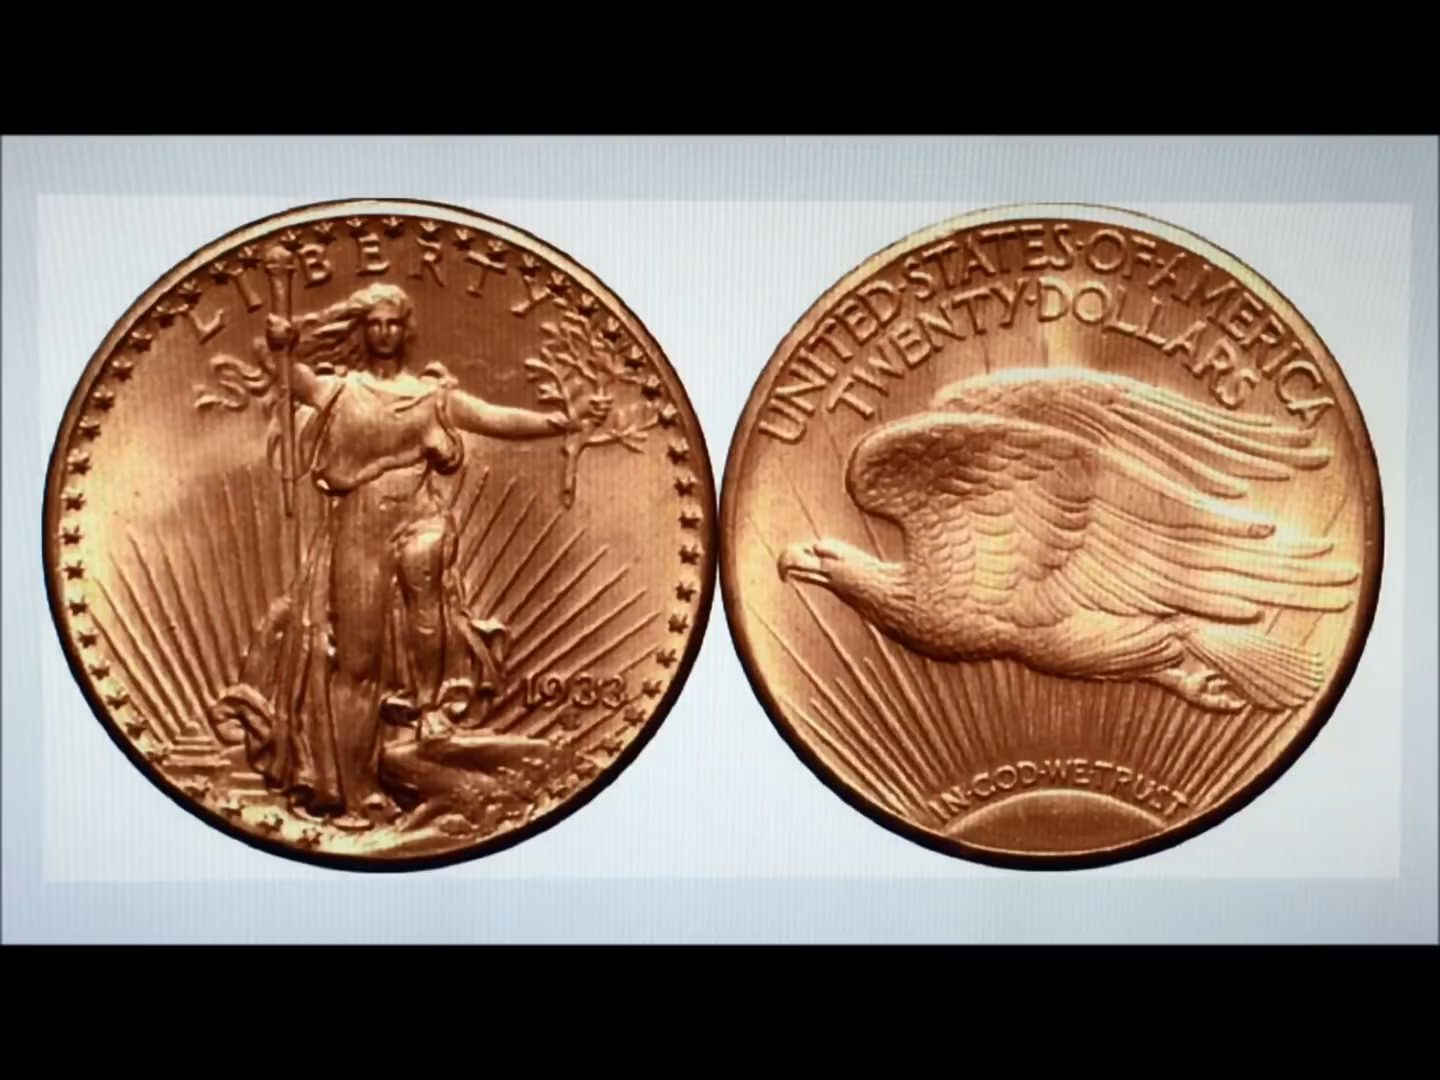 LIBERTY
1933
UNITED·STATES·OF·AMERICA
TWENTY·DOLLARS
IN·GOD·WE·TRUST